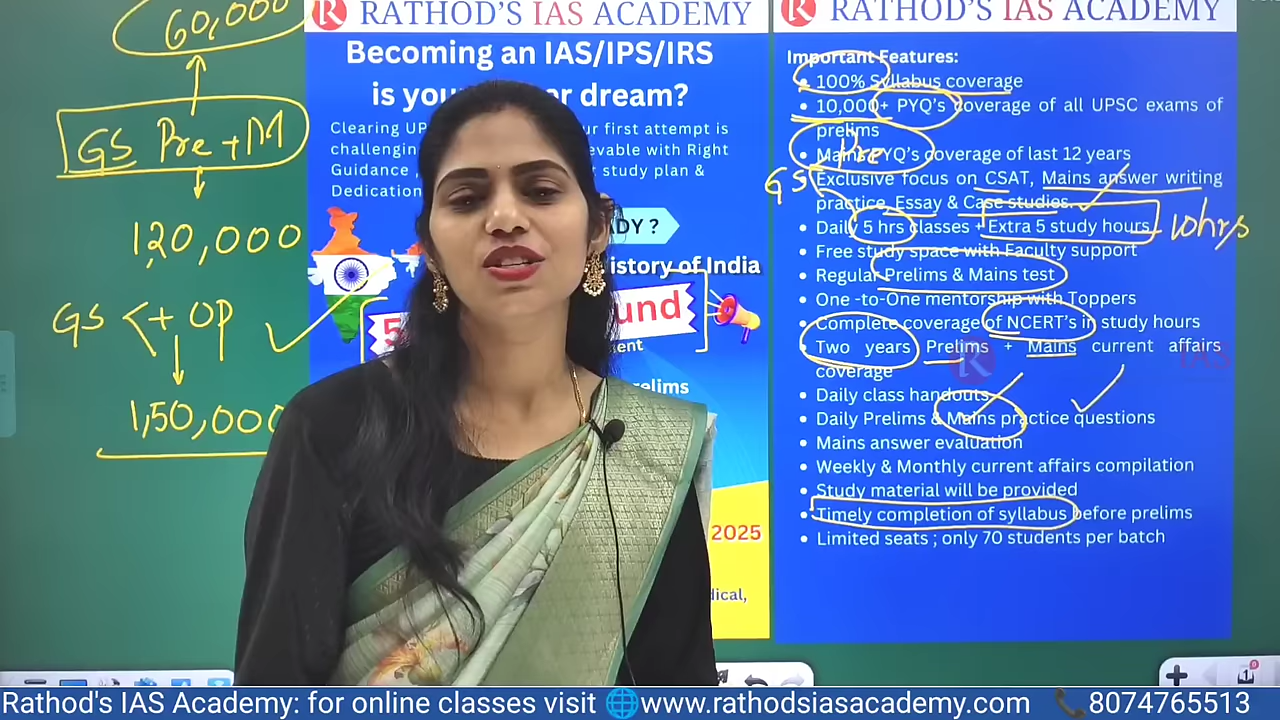 60,000
GS Pre + M
120,000
GS < + OP
1,50,000
RATHOD'S IAS ACADEMY
Becoming an IAS/IPS/IRS
is your dream?
Clearing UP ur first attempt is
challenging evable with Right
Guidance , study plan &
Dedication
DY ?
istory of India
5 und
ent
relims
2025
dical,
RATHOD'S IAS ACADEMY
Important Features:
• 100% Syllabus coverage
• 10,000+ PYQ's coverage of all UPSC exams of
prelims
Pre
• Mains PYQ's coverage of last 12 years
GS
• Exclusive focus on CSAT, Mains answer writing
practice, Essay & Case studies.
• Daily 5 hrs classes + Extra 5 study hours
10hrs
• Free study space with Faculty support
• Regular Prelims & Mains test
• One -to-One mentorship with Toppers
• Complete coverage of NCERT's in study hours
• Two years Prelims + Mains current affairs
coverage
R IAS
• Daily class handouts
• Daily Prelims & Mains practice questions
• Mains answer evaluation
• Weekly & Monthly current affairs compilation
• Study material will be provided
• Timely completion of syllabus before prelims
• Limited seats ; only 70 students per batch
Rathod's IAS Academy: for online classes visit 🌐www.rathodsiasacademy.com 📞8074765513